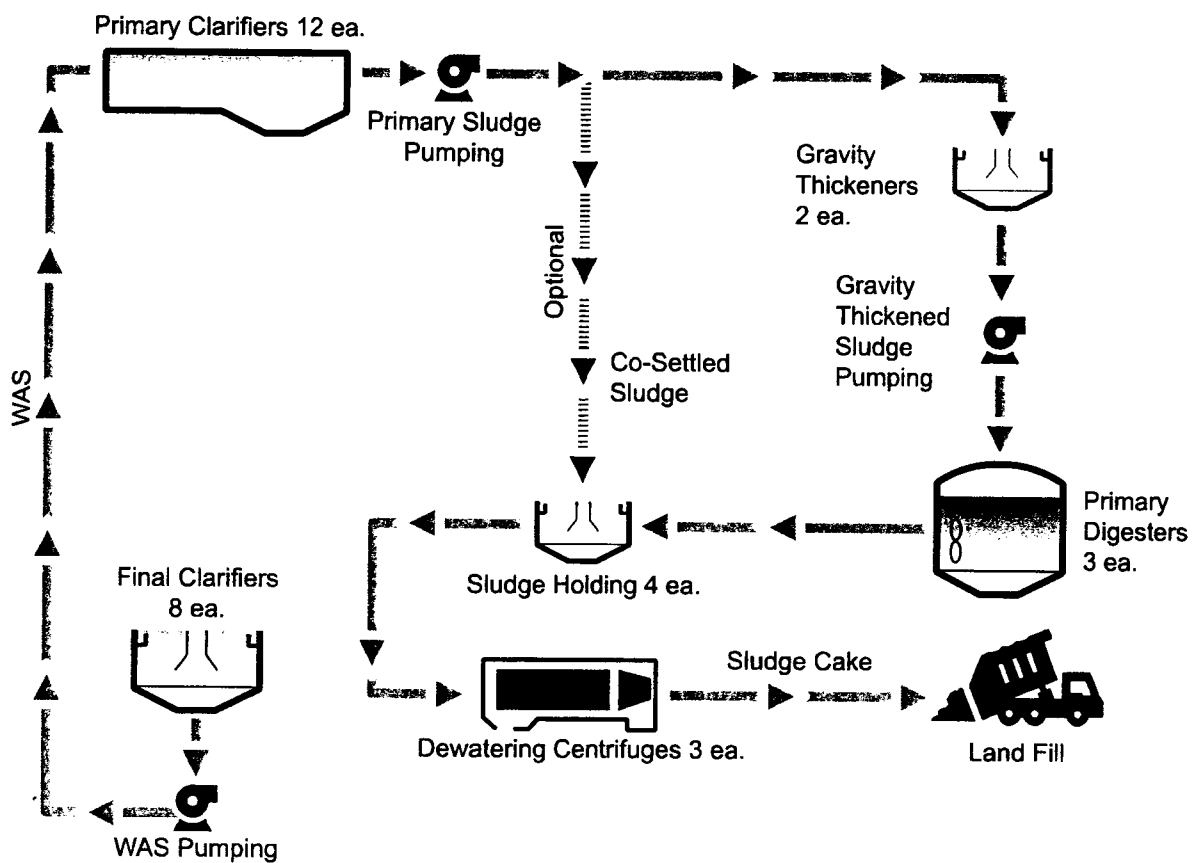 Primary Clarifiers 12 ea.
Primary Sludge
Pumping
Gravity
Thickeners
2 ea.
Optional
Gravity
Thickened
Sludge
Pumping
Co-Settled
Sludge
WAS
Primary
Digesters
3 ea.
Final Clarifiers
8 ea.
Sludge Holding 4 ea.
Sludge Cake
Dewatering Centrifuges 3 ea.
Land Fill
WAS Pumping